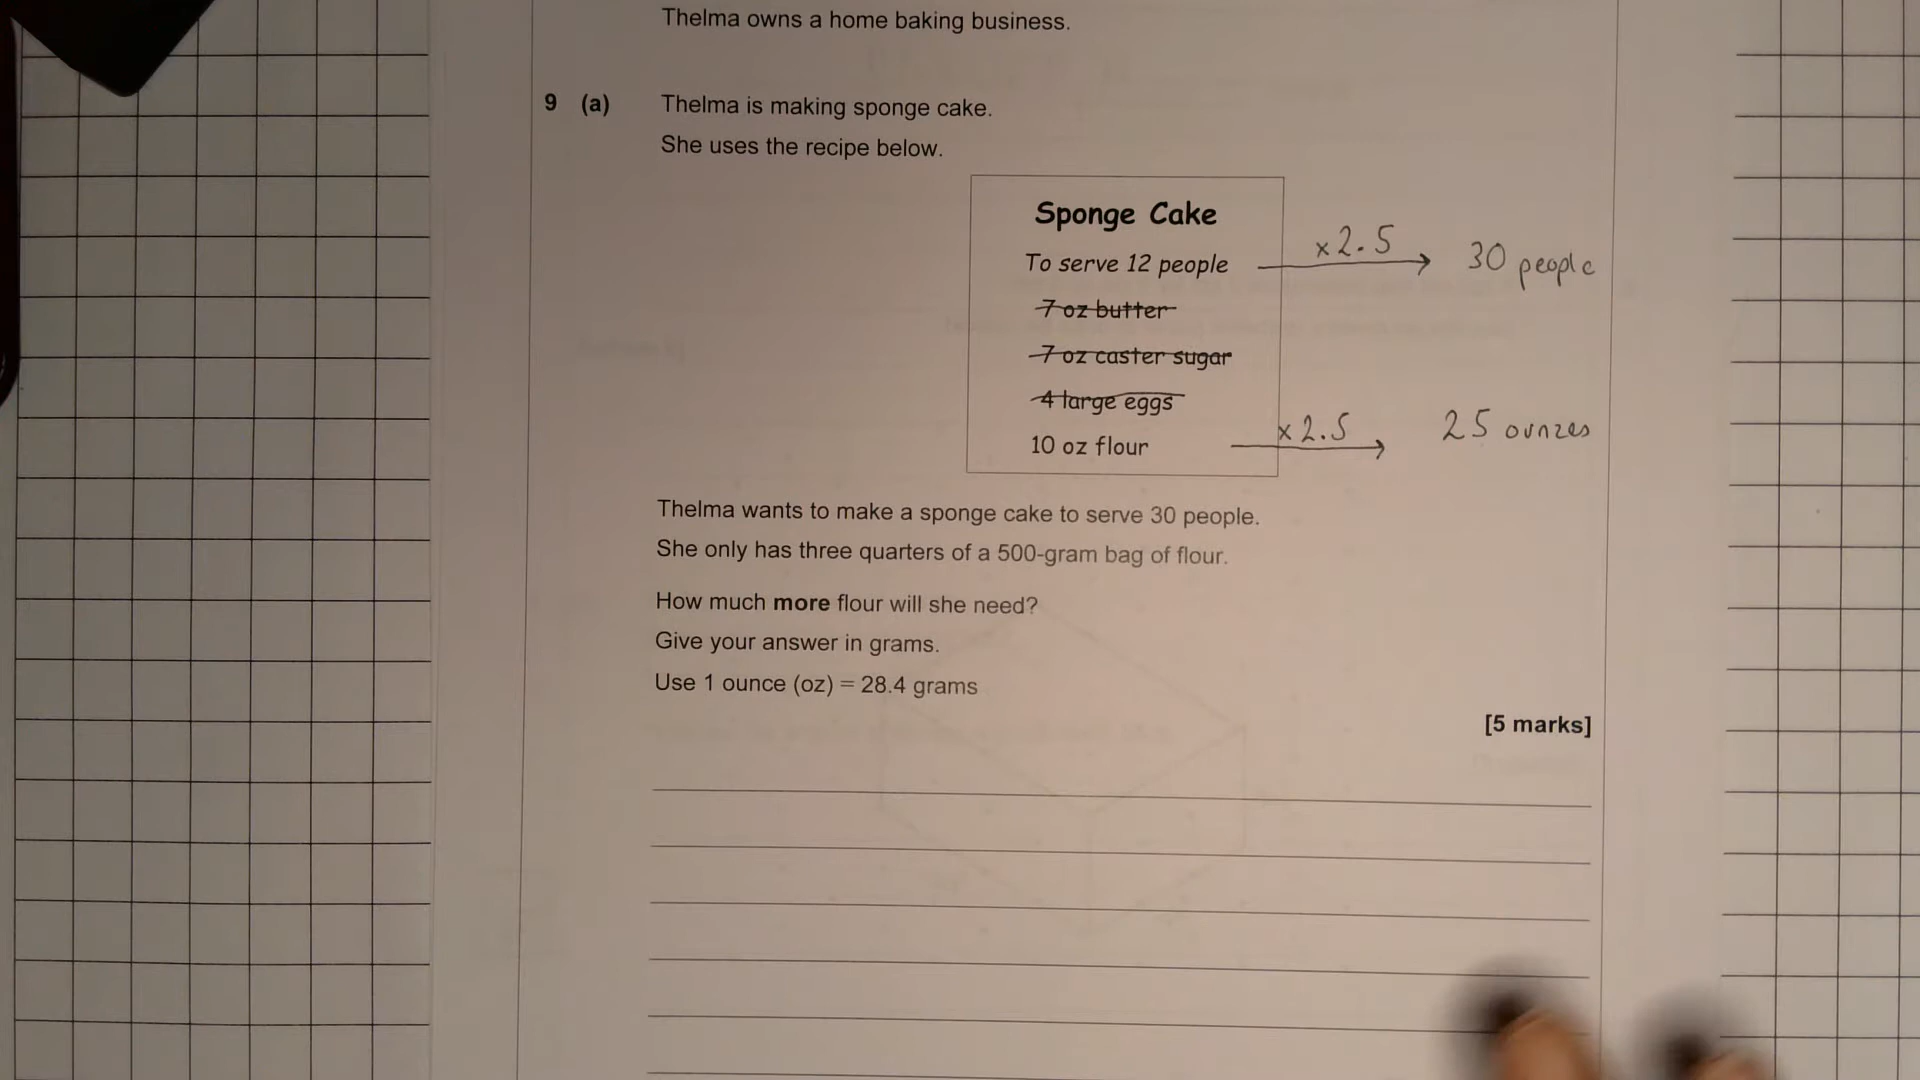 Thelma owns a home baking business.
9 (a) Thelma is making sponge cake.
She uses the recipe below.
Sponge Cake
To serve 12 people ×2.5 30 people
7 oz butter
7 oz caster sugar
4 large eggs
10 oz flour ×2.5 25 ounzes
Thelma wants to make a sponge cake to serve 30 people.
She only has three quarters of a 500-gram bag of flour.
How much more flour will she need?
Give your answer in grams.
Use 1 ounce (oz) = 28.4 grams
[5 marks]